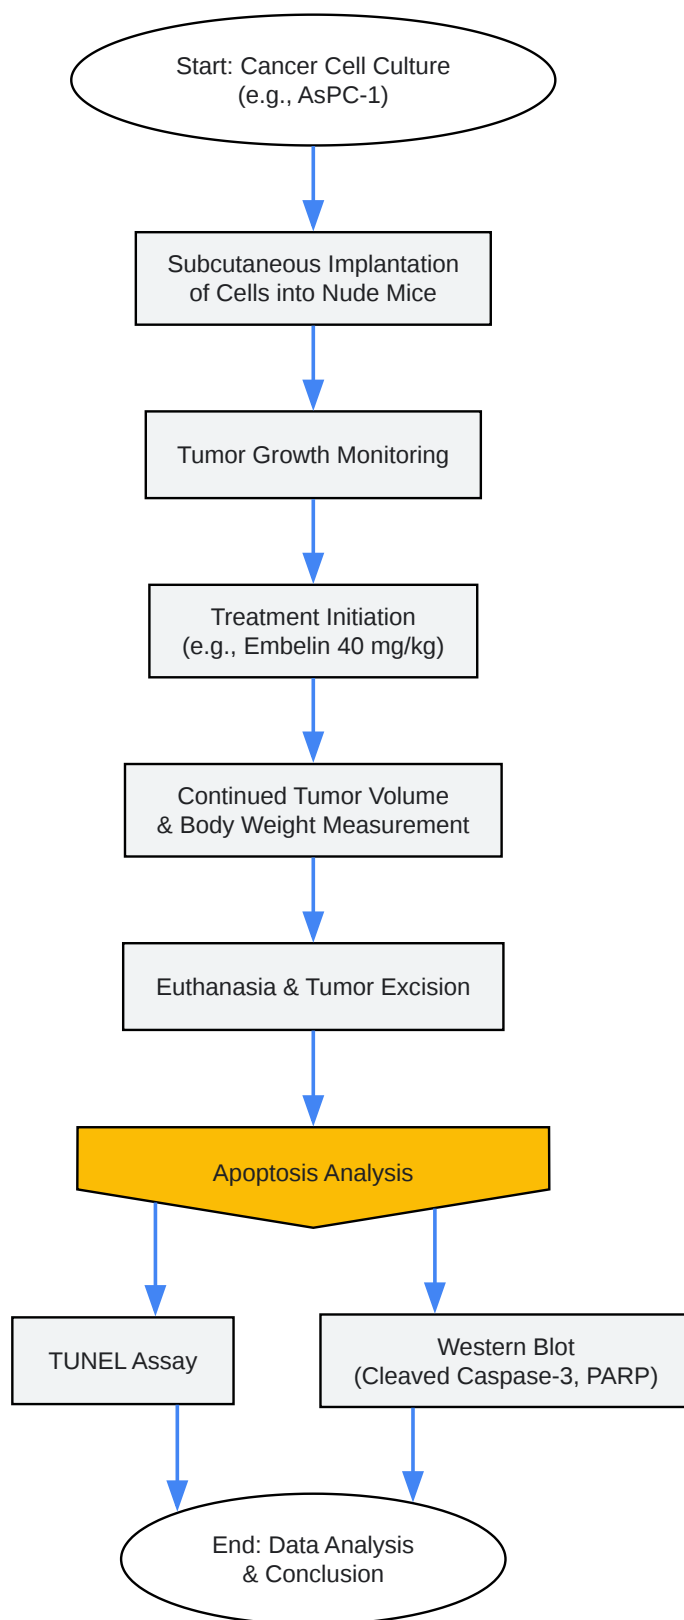 Start: Cancer Cell Culture
(e.g., AsPC-1)
Subcutaneous Implantation
of Cells into Nude Mice
Tumor Growth Monitoring
Treatment Initiation
(e.g., Embelin 40 mg/kg)
Continued Tumor Volume
& Body Weight Measurement
Euthanasia & Tumor Excision
Apoptosis Analysis
TUNEL Assay
Western Blot
(Cleaved Caspase-3, PARP)
End: Data Analysis
& Conclusion